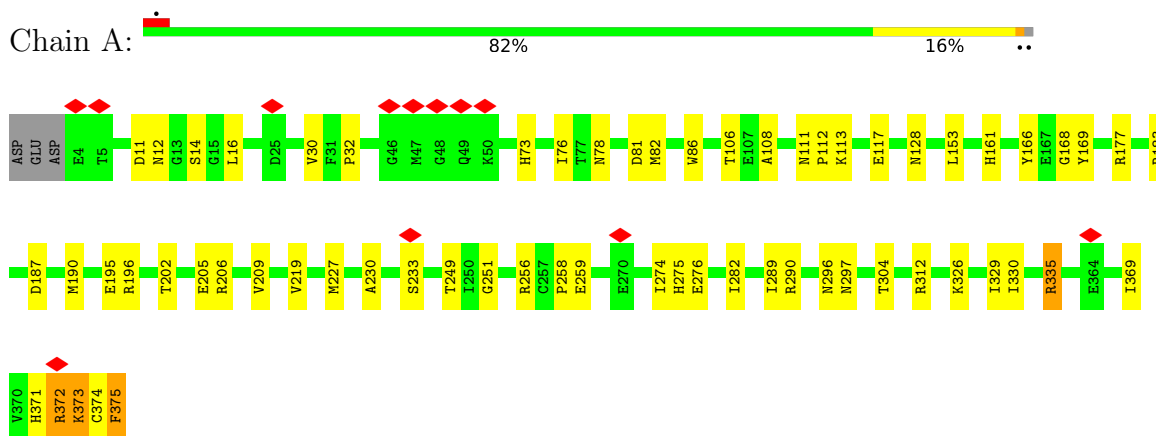 Chain A:
82% 16%
ASP GLU ASP E4 T5 D11 N12 G13 S14 G15 L16 D25 V30 F31 P32 G46 M47 G48 Q49 K50 H73 I76 T77 N78 D81 M82 W86 T106 E107 A108 N111 P112 K113 E117 N128 L153 H161 Y166 E167 G168 Y169 R177
D187 M190 E195 R196 T202 E205 R206 V209 V219 M227 A230 S233 T249 I250 G251 R256 C257 P258 E259 E270 I274 H275 E276 I282 I289 R290 N296 N297 T304 R312 K326 I329 I330 R335 E364 I369
V370 H371 R372 K373 C374 F375